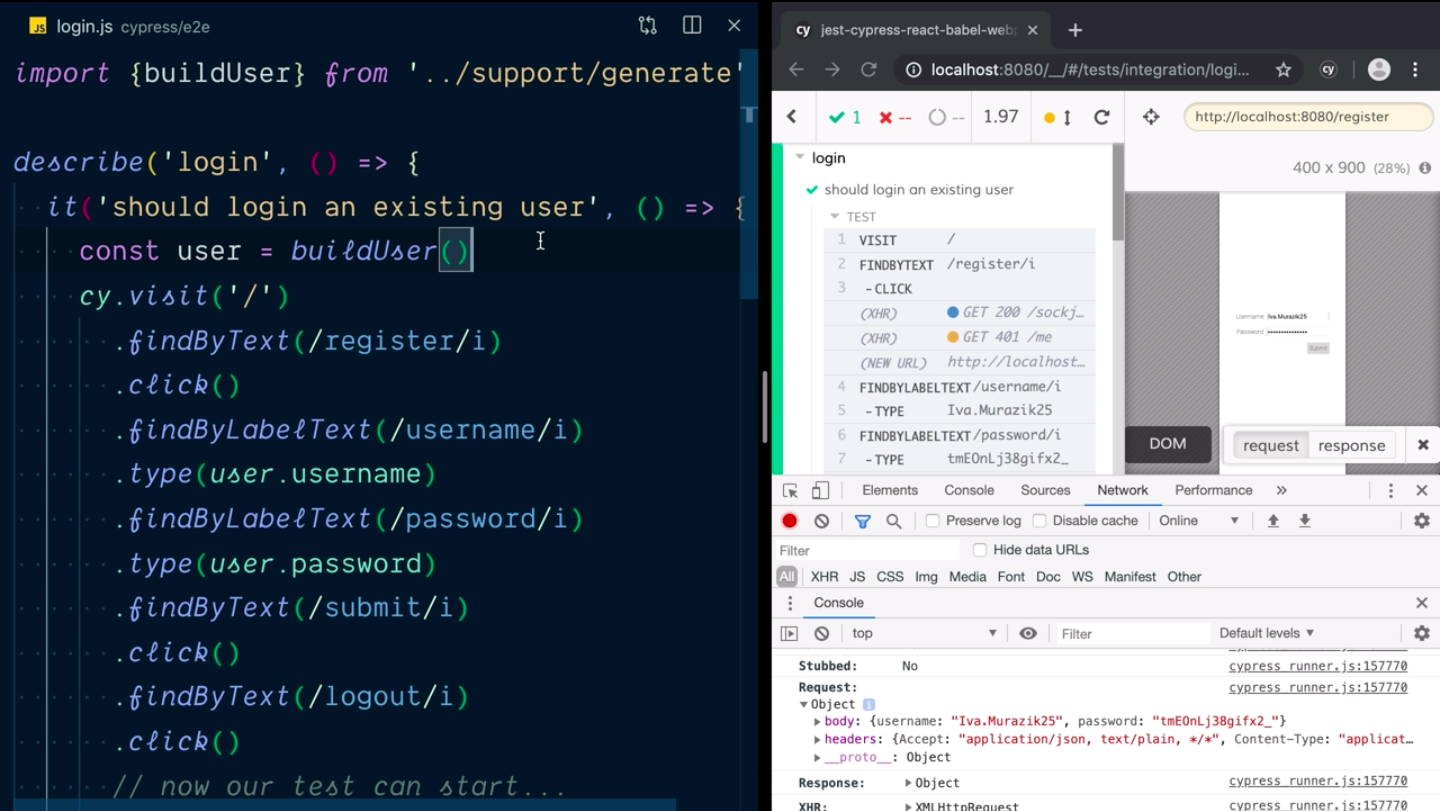 JS login.js cypress/e2e
import {buildUser} from '../support/generate'
describe('login', () => {
it('should login an existing user', () => {
const user = buildUser()
cy.visit('/')
.findByText(/register/i)
.click()
.findByLabelText(/username/i)
.type(user.username)
.findByLabelText(/password/i)
.type(user.password)
.findByText(/submit/i)
.click()
.findByText(/logout/i)
.click()
// now our test can start...
cy jest-cypress-react-babel-web
localhost:8080/__/#/tests/integration/logi... cy
1 -- -- 1.97 http://localhost:8080/register
400 x 900 (28%)
login
should login an existing user
TEST
1 VISIT /
2 FINDBYTEXT /register/i
3 -CLICK
(XHR) GET 200 /sockj…
(XHR) GET 401 /me
(NEW URL) http://localhost…
4 FINDBYLABELTEXT /username/i
5 -TYPE Iva.Murazik25
6 FINDBYLABELTEXT /password/i
7 -TYPE tmEOnLj38gifx2_
Username Iva.Murazik25
Password
Submit
DOM request response
Elements Console Sources Network Performance »
Preserve log Disable cache Online
Filter Hide data URLs
All XHR JS CSS Img Media Font Doc WS Manifest Other
Console
top Filter Default levels
Stubbed: No cypress_runner.js:157770
Request: cypress_runner.js:157770
Object i
body: {username: "Iva.Murazik25", password: "tmEOnLj38gifx2_"}
headers: {Accept: "application/json, text/plain, */*", Content-Type: "applicat…
__proto__: Object
Response: Object cypress_runner.js:157770
XHR: XMLHttpRequest cypress_runner.js:157770